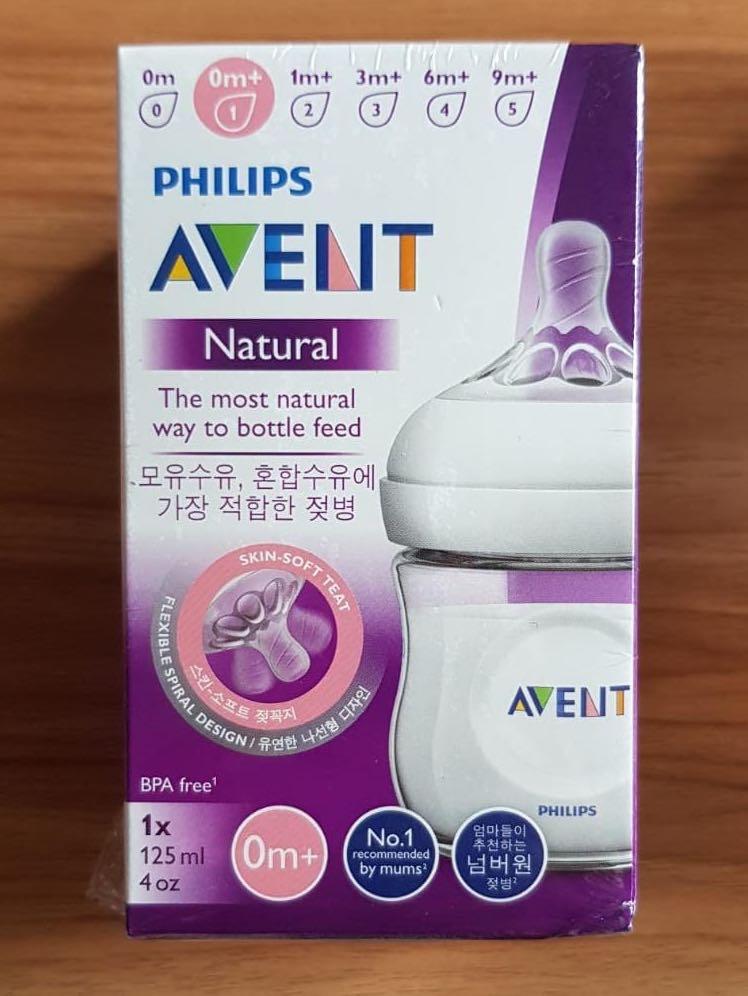 0m 0m+ 1m+ 3m+ 6m+ 9m+
0 1 2 3 4 5
PHILIPS
AVENT
Natural
The most natural
way to bottle feed
모유수유, 혼합수유에
가장 적합한 젖병
SKIN-SOFT TEAT
스킨-소프트 젖꼭지
FLEXIBLE SPIRAL DESIGN / 유연한 나선형 디자인
AVENT
PHILIPS
BPA free¹
1x
125 ml
4 oz
0m+
No.1
recommended
by mums²
엄마들이
추천하는
넘버원
젖병²